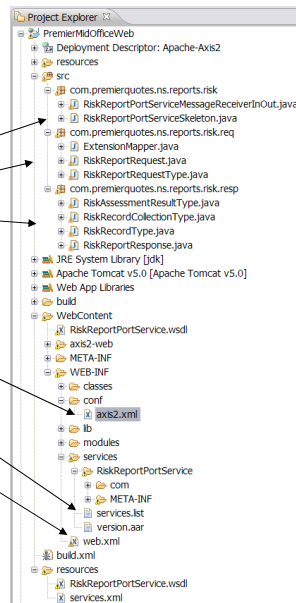 Project Explorer
PremierMidOfficeWeb
Deployment Descriptor: Apache-Axis2
resources
src
com.premierquotes.ns.reports.risk
RiskReportPortServiceMessageReceiverInOut.java
RiskReportPortServiceSkeleton.java
com.premierquotes.ns.reports.risk.req
ExtensionMapper.java
RiskReportRequest.java
RiskReportRequestType.java
com.premierquotes.ns.reports.risk.resp
RiskAssessmentResultType.java
RiskRecordCollectionType.java
RiskRecordType.java
RiskReportResponse.java
JRE System Library [jdk]
Apache Tomcat v5.0 [Apache Tomcat v5.0]
Web App Libraries
build
WebContent
RiskReportPortService.wsdl
axis2-web
META-INF
WEB-INF
classes
conf
axis2.xml
lib
modules
services
RiskReportPortService
com
META-INF
services.list
version.aar
web.xml
build.xml
resources
RiskReportPortService.wsdl
services.xml